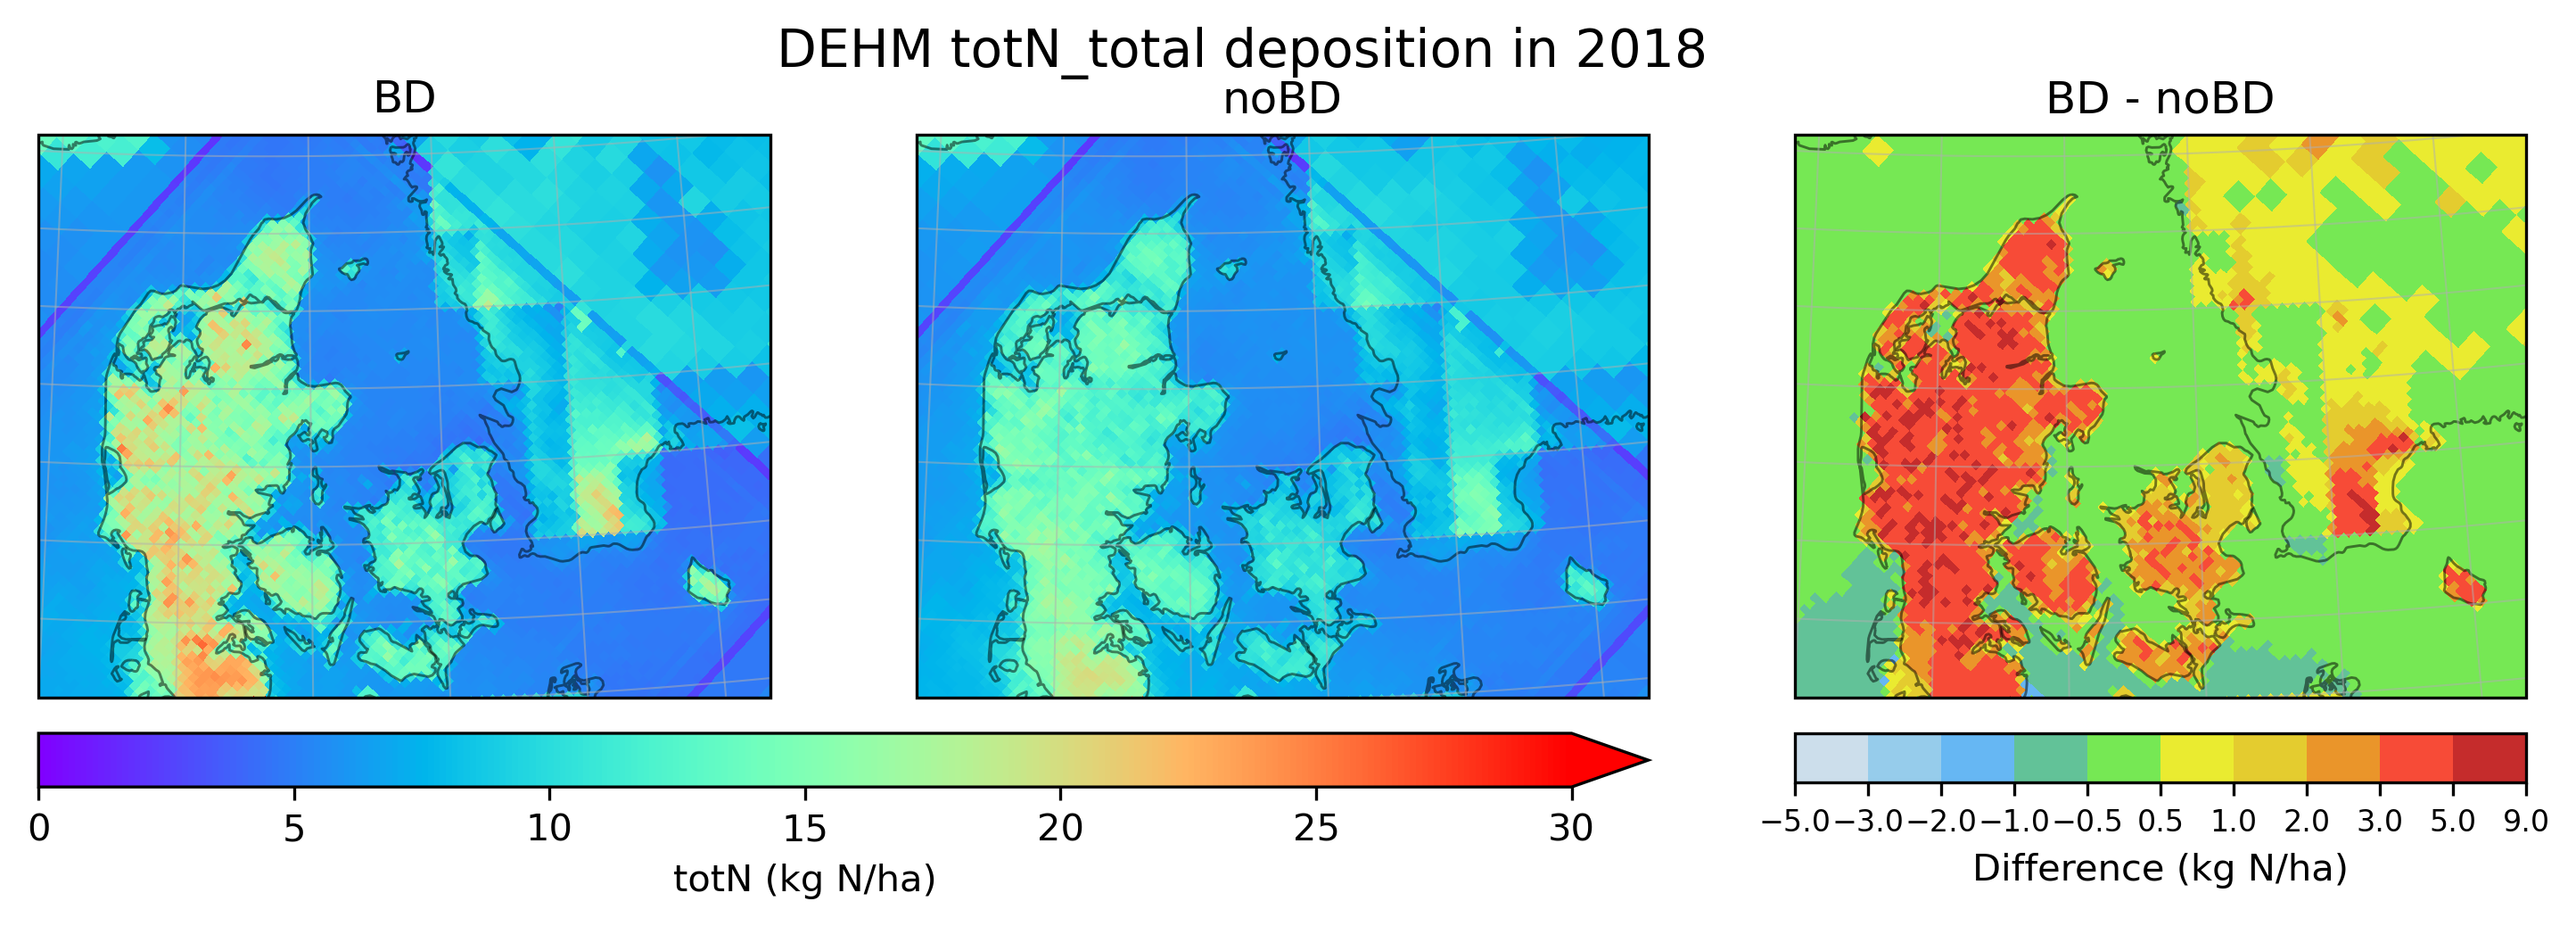 DEHM totN_total deposition in 2018
BD
noBD
BD - noBD
0 5 10 15 20 25 30
totN (kg N/ha)
−5.0 −3.0 −2.0 −1.0 −0.5 0.5 1.0 2.0 3.0 5.0 9.0
Difference (kg N/ha)